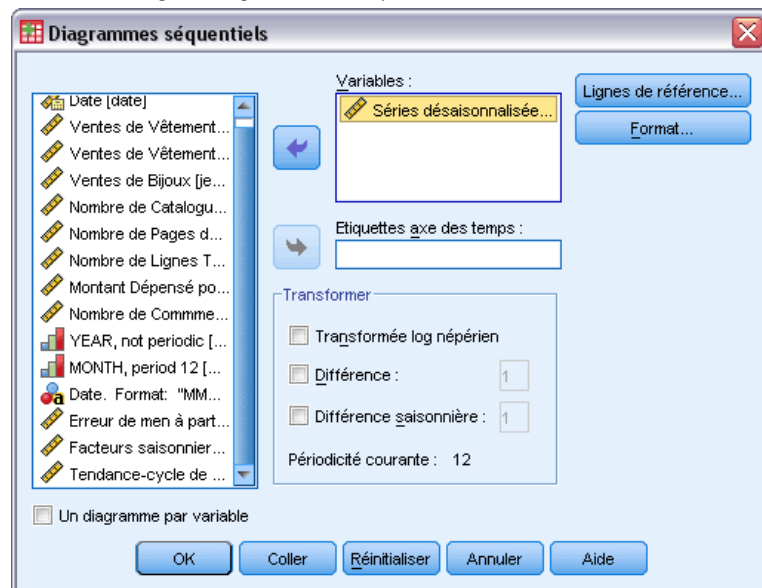 Diagrammes séquentiels
Date [date]
Ventes de Vêtement...
Ventes de Vêtement...
Ventes de Bijoux [je...
Nombre de Catalogu...
Nombre de Pages d...
Nombre de Lignes T...
Montant Dépensé po...
Nombre de Commme...
YEAR, not periodic [...
MONTH, period 12 [...
Date. Format: "MM...
Erreur de men à part...
Facteurs saisonnier...
Tendance-cycle de ...
Un diagramme par variable
Variables :
Séries désaisonnalisée...
Etiquettes axe des temps :
Transformer
Transformée log népérien
Différence : 1
Différence saisonnière : 1
Périodicité courante : 12
Lignes de référence...
Format...
OK Coller Réinitialiser Annuler Aide